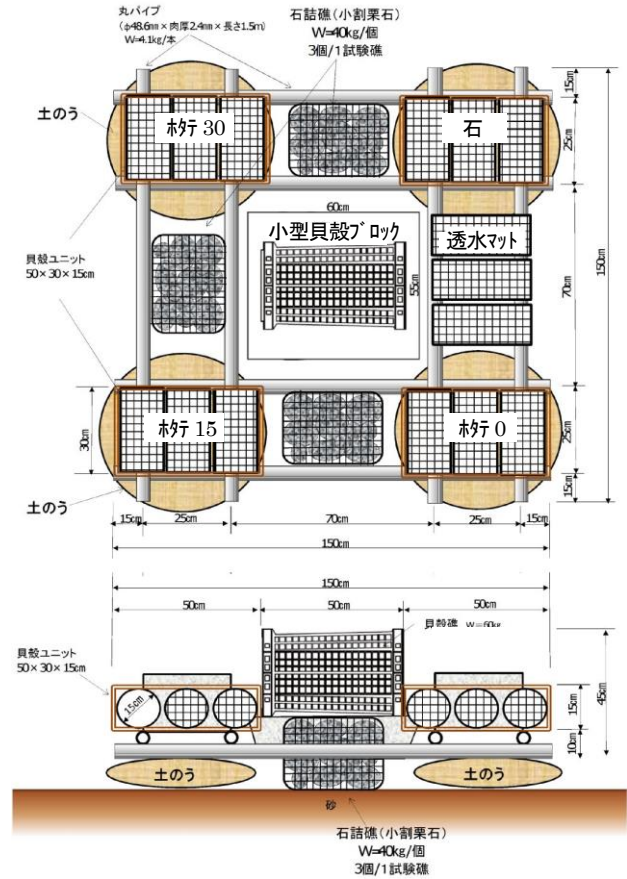 丸パイプ
(φ48.6mm×肉厚2.4mm×長さ1.5m)
W=4.1kg/本
石詰礁(小割栗石)
W=40kg/個
3個/1試験礁
土のう
ホタテ 30
石
15cm
25cm
60cm
小型貝殻ブロック
55cm
透水マット
貝殻ユニット
50×30×15cm
70cm
150cm
ホタテ 15
ホタテ 0
30cm
25cm
15cm
土のう
15cm
25cm
70cm
25cm
15cm
150cm
150cm
50cm
50cm
50cm
貝殻礁 W=60kg
貝殻ユニット
50×30×15cm
15cm
15cm
45cm
10cm
土のう
土のう
砂
石詰礁(小割栗石)
W=40kg/個
3個/1試験礁